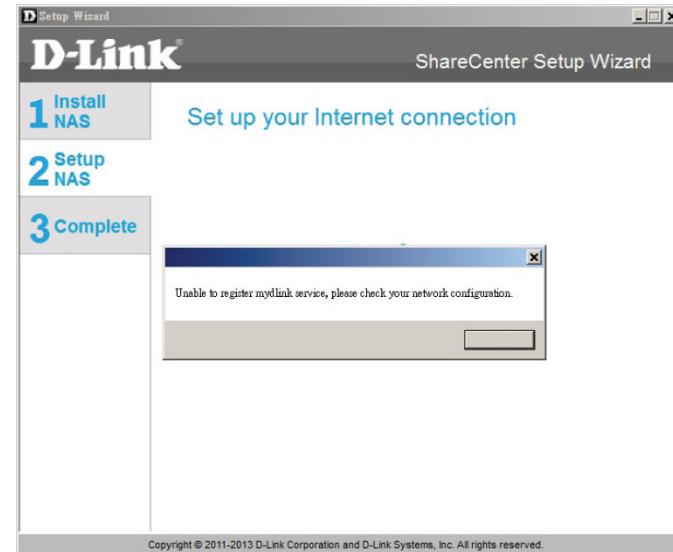 Setup Wizard
D-Link®
ShareCenter Setup Wizard
1 Install
NAS
Set up your Internet connection
2 Setup
NAS
3 Complete
Unable to register mydlink service, please check your network configuration.
Copyright © 2011-2013 D-Link Corporation and D-Link Systems, Inc. All rights reserved.